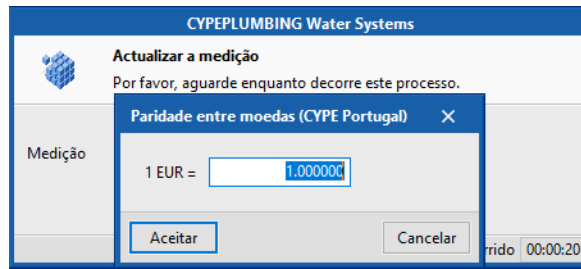 CYPEPLUMBING Water Systems
Actualizar a medição
Por favor, aguarde enquanto decorre este processo.
Paridade entre moedas (CYPE Portugal)
Medição
1 EUR = 1.000000
Aceitar Cancelar
rrido 00:00:20